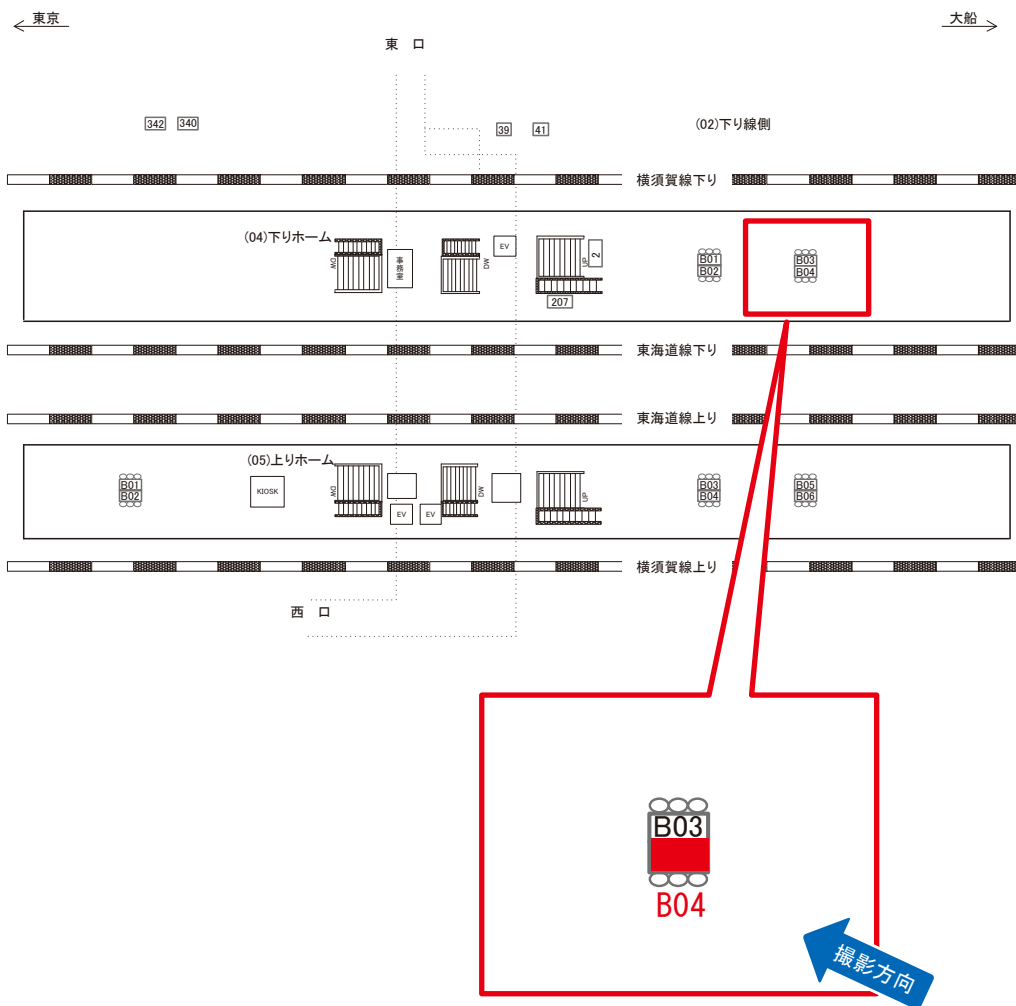 東京
大船
東 口
342 340
39 41
(02)下り線側
横須賀線下り
(04)下りホーム
DW
事務室
DW
EV
UP
2
207
B01
B02
B03
B04
東海道線下り
東海道線上り
(05)上りホーム
B01
B02
KIOSK
DW
EV
EV
DW
UP
B03
B04
B05
B06
横須賀線上り
西 口
B03
B04
撮影方向